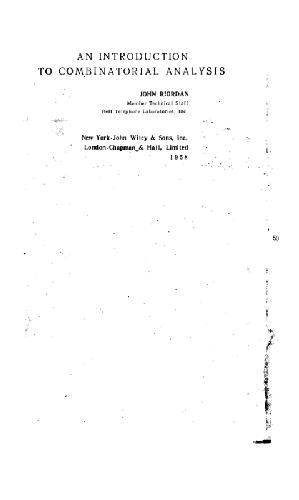 AN INTRODUCTION
TO COMBINATORIAL ANALYSIS
JOHN RIORDAN
Member Technical Staff
Bell Telephone Laboratories, Inc.
New York·John Wiley & Sons, Inc.
London·Chapman & Hall, Limited
1958